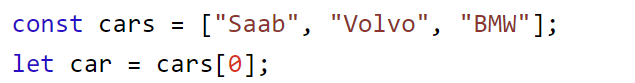 const cars = ["Saab", "Volvo", "BMW"];
let car = cars[0];